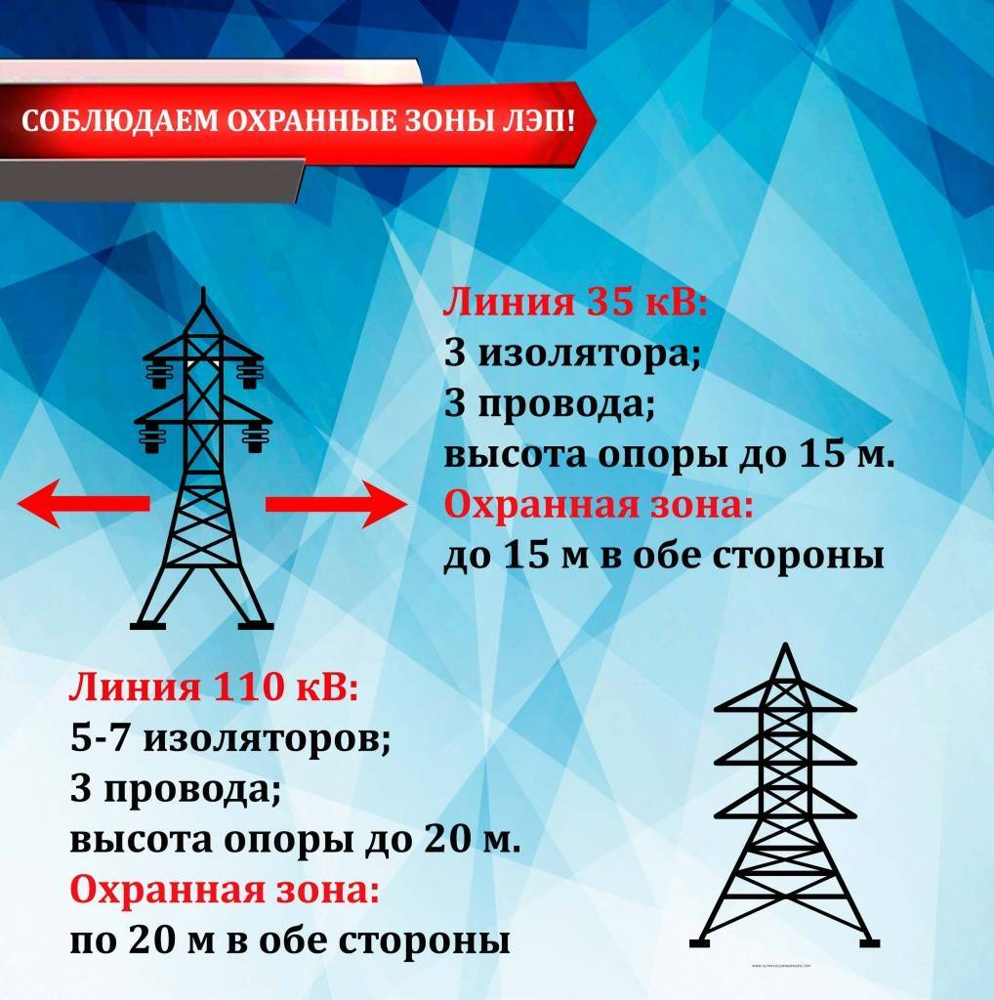 СОБЛЮДАЕМ ОХРАННЫЕ ЗОНЫ ЛЭП!
Линия 35 кВ:
3 изолятора;
3 провода;
высота опоры до 15 м.
Охранная зона:
до 15 м в обе стороны
Линия 110 кВ:
5-7 изоляторов;
3 провода;
высота опоры до 20 м.
Охранная зона:
по 20 м в обе стороны